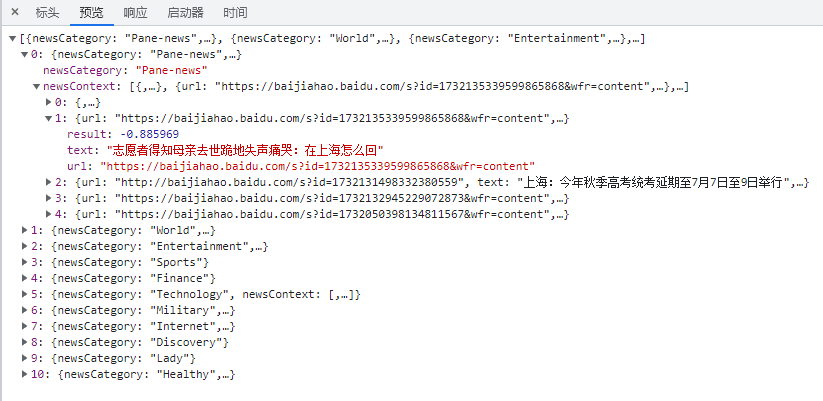 × 标头 预览 响应 启动器 时间
▼[{newsCategory: "Pane-news",…}, {newsCategory: "World",…}, {newsCategory: "Entertainment",…},…]
▼0: {newsCategory: "Pane-news",…}
newsCategory: "Pane-news"
▼newsContext: [{,…}, {url: "https://baijiahao.baidu.com/s?id=1732135339599865868&wfr=content",…},…]
▶0: {,…}
▼1: {url: "https://baijiahao.baidu.com/s?id=1732135339599865868&wfr=content",…}
result: -0.885969
text: "志愿者得知母亲去世跪地失声痛哭：在上海怎么回"
url: "https://baijiahao.baidu.com/s?id=1732135339599865868&wfr=content"
▶2: {url: "http://baijiahao.baidu.com/s?id=1732131498332380559", text: "上海：今年秋季高考统考延期至7月7日至9日举行",…}
▶3: {url: "https://baijiahao.baidu.com/s?id=1732132945229072873&wfr=content",…}
▶4: {url: "https://baijiahao.baidu.com/s?id=1732050398134811567&wfr=content",…}
▶1: {newsCategory: "World",…}
▶2: {newsCategory: "Entertainment",…}
▶3: {newsCategory: "Sports"}
▶4: {newsCategory: "Finance"}
▶5: {newsCategory: "Technology", newsContext: [,…]}
▶6: {newsCategory: "Military",…}
▶7: {newsCategory: "Internet",…}
▶8: {newsCategory: "Discovery"}
▶9: {newsCategory: "Lady"}
▶10: {newsCategory: "Healthy",…}